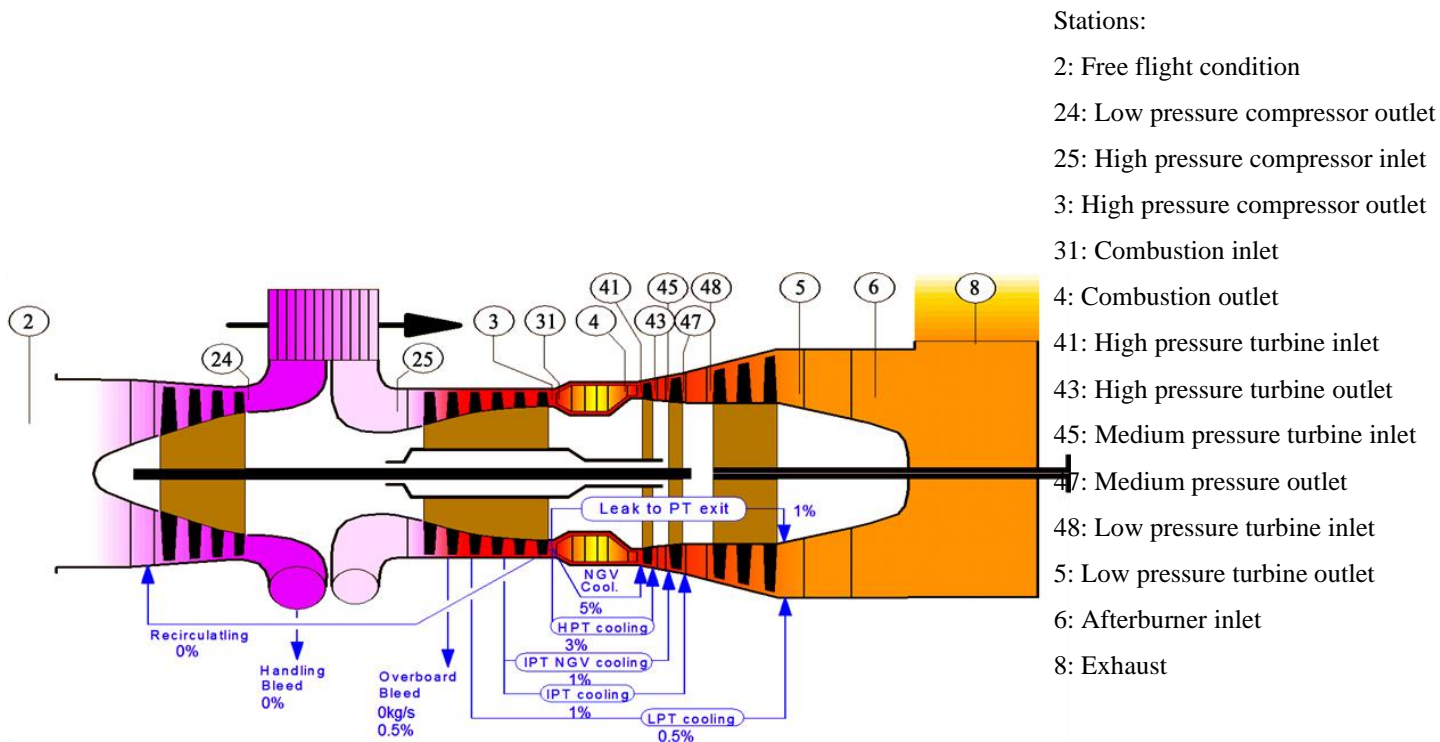 Stations:
2: Free flight condition
24: Low pressure compressor outlet
25: High pressure compressor inlet
3: High pressure compressor outlet
31: Combustion inlet
4: Combustion outlet
41: High pressure turbine inlet
43: High pressure turbine outlet
45: Medium pressure turbine inlet
47: Medium pressure outlet
48: Low pressure turbine inlet
5: Low pressure turbine outlet
6: Afterburner inlet
8: Exhaust
2
24
25
3
31
4
41
43
45
47
48
5
6
8
Leak to PT exit
1%
NGV
Cool.
5%
HPT cooling
3%
IPT NGV cooling
1%
IPT cooling
1%
LPT cooling
0.5%
Recirculatling
0%
Handling
Bleed
0%
Overboard
Bleed
0kg/s
0.5%